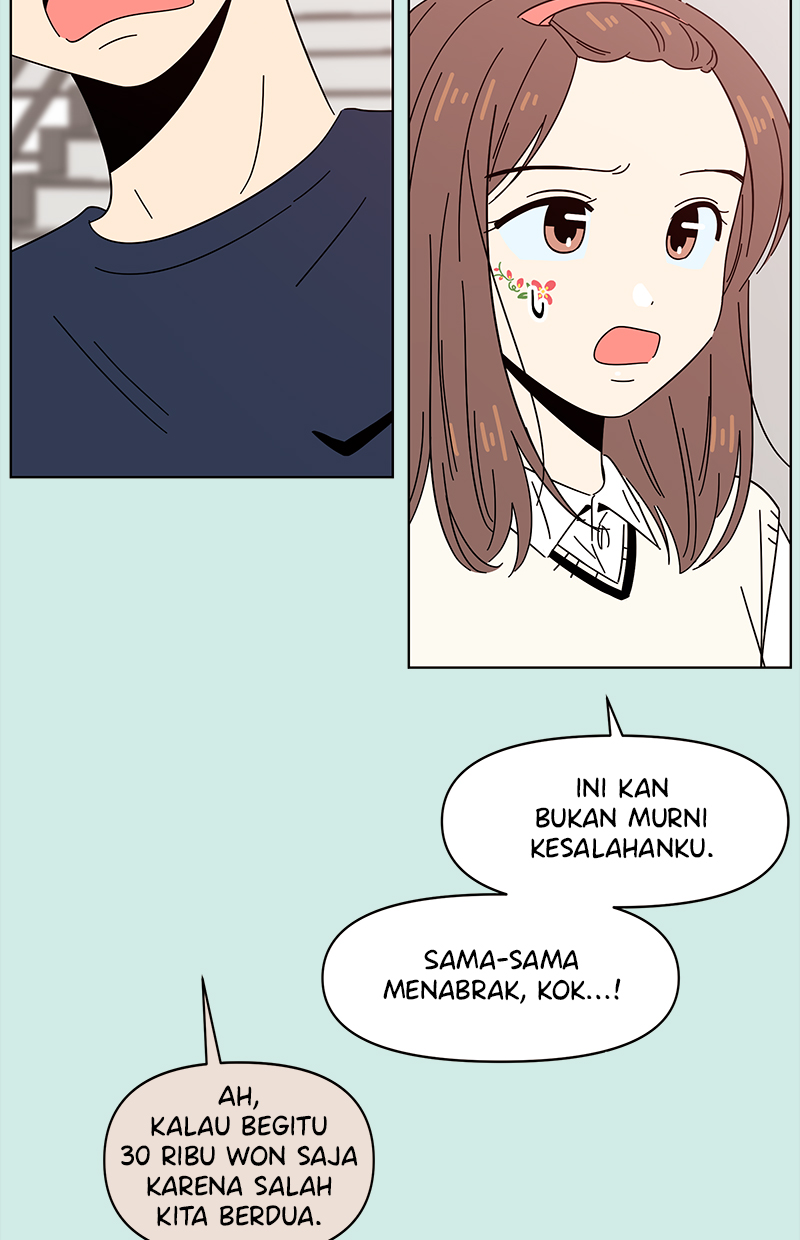 INI KAN
BUKAN MURNI
KESALAHANKU.
SAMA-SAMA
MENABRAK, KOK...!
AH,
KALAU BEGITU
30 RIBU WON SAJA
KARENA SALAH
KITA BERDUA.